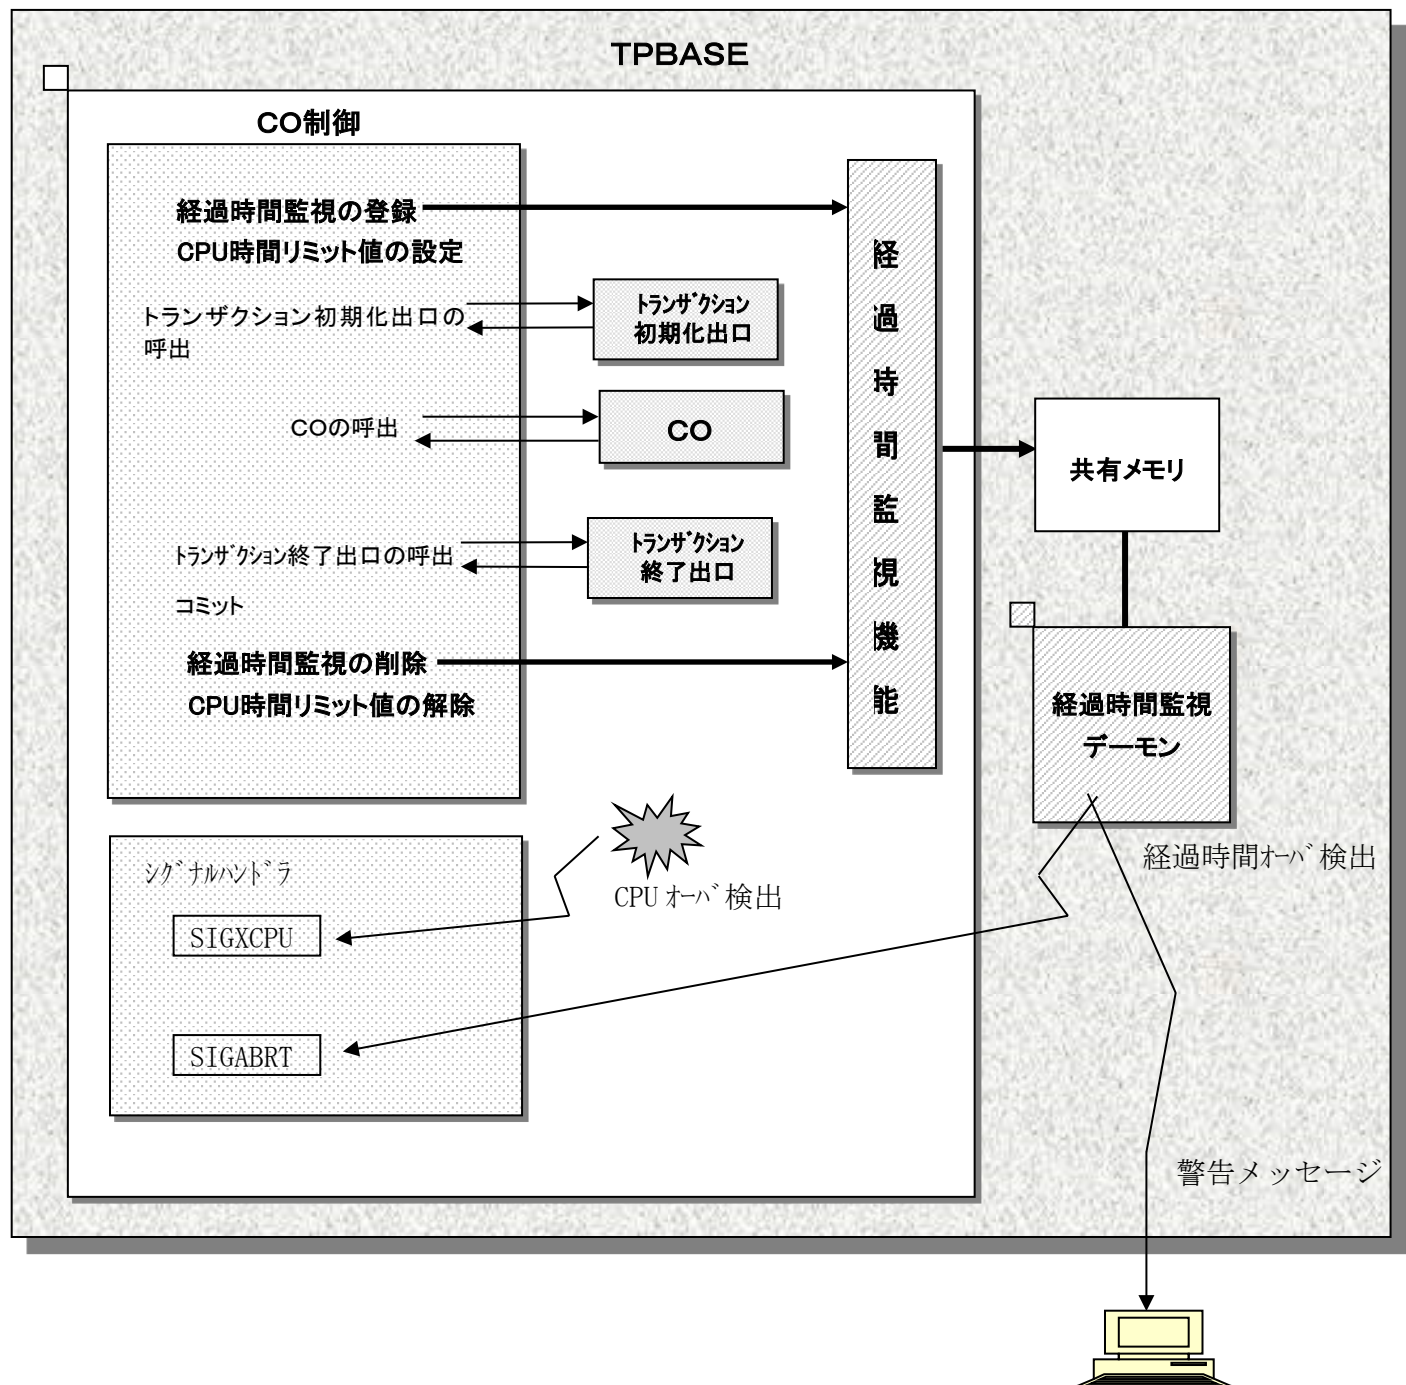 TPBASE
CO制御
経過時間監視の登録
CPU時間リミット値の設定
トランザクション初期化出口の
呼出
トランザクション
初期化出口
COの呼出
CO
トランザクション終了出口の呼出
トランザクション
終了出口
コミット
経過時間監視の削除
CPU時間リミット値の解除
経過時間監視機能
共有メモリ
経過時間監視
デーモン
経過時間オーバ検出
CPUオーバ検出
シグナルハンドラ
SIGXCPU
SIGABRT
警告メッセージ